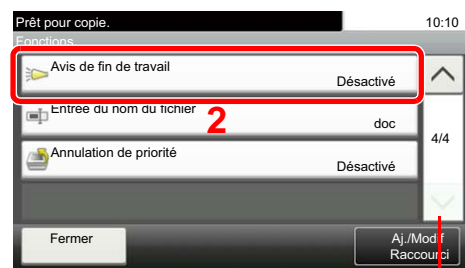 Prêt pour copie.
10:10
Fonctions
Avis de fin de travail
Désactivé
Entrée du nom du fichier
2
doc
4/4
Annulation de priorité
Désactivé
Fermer
Aj./Modif
Raccourci